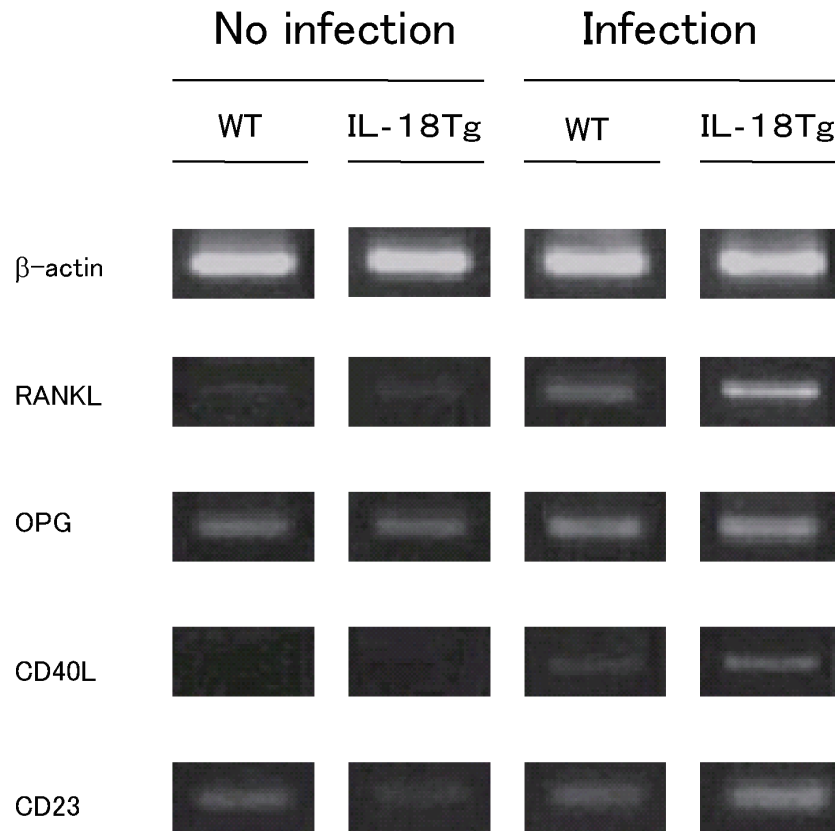 No infection Infection
WT IL-18Tg WT IL-18Tg
β-actin
RANKL
OPG
CD40L
CD23